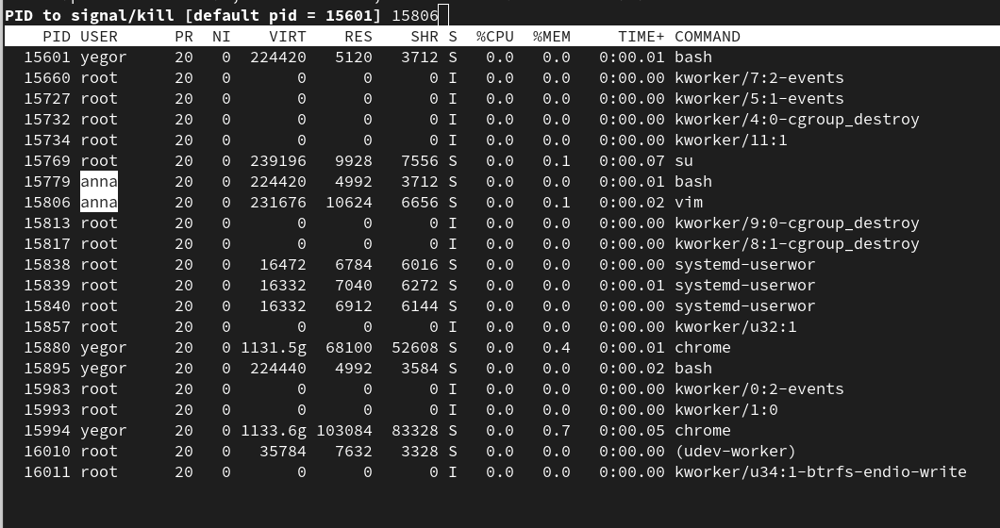 PID to signal/kill [default pid = 15601] 15806
PID USER PR NI VIRT RES SHR S %CPU %MEM TIME+ COMMAND
15601 yegor 20 0 224420 5120 3712 S 0.0 0.0 0:00.01 bash
15660 root 20 0 0 0 0 I 0.0 0.0 0:00.00 kworker/7:2-events
15727 root 20 0 0 0 0 I 0.0 0.0 0:00.00 kworker/5:1-events
15732 root 20 0 0 0 0 I 0.0 0.0 0:00.00 kworker/4:0-cgroup_destroy
15734 root 20 0 0 0 0 I 0.0 0.0 0:00.00 kworker/11:1
15769 root 20 0 239196 9928 7556 S 0.0 0.1 0:00.07 su
15779 anna 20 0 224420 4992 3712 S 0.0 0.0 0:00.01 bash
15806 anna 20 0 231676 10624 6656 S 0.0 0.1 0:00.02 vim
15813 root 20 0 0 0 0 I 0.0 0.0 0:00.00 kworker/9:0-cgroup_destroy
15817 root 20 0 0 0 0 I 0.0 0.0 0:00.00 kworker/8:1-cgroup_destroy
15838 root 20 0 16472 6784 6016 S 0.0 0.0 0:00.00 systemd-userwor
15839 root 20 0 16332 7040 6272 S 0.0 0.0 0:00.01 systemd-userwor
15840 root 20 0 16332 6912 6144 S 0.0 0.0 0:00.00 systemd-userwor
15857 root 20 0 0 0 0 I 0.0 0.0 0:00.00 kworker/u32:1
15880 yegor 20 0 1131.5g 68100 52608 S 0.0 0.4 0:00.01 chrome
15895 yegor 20 0 224440 4992 3584 S 0.0 0.0 0:00.02 bash
15983 root 20 0 0 0 0 I 0.0 0.0 0:00.00 kworker/0:2-events
15993 root 20 0 0 0 0 I 0.0 0.0 0:00.00 kworker/1:0
15994 yegor 20 0 1133.6g 103084 83328 S 0.0 0.7 0:00.05 chrome
16010 root 20 0 35784 7632 3328 S 0.0 0.0 0:00.00 (udev-worker)
16011 root 20 0 0 0 0 I 0.0 0.0 0:00.00 kworker/u34:1-btrfs-endio-write